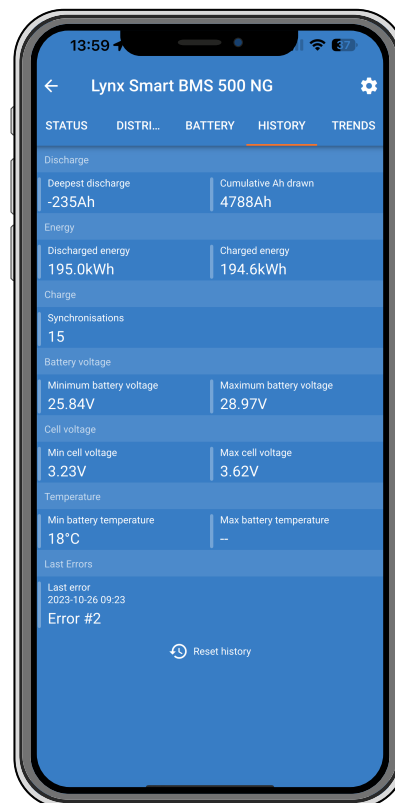 13:59
37
Lynx Smart BMS 500 NG
STATUS DISTRI... BATTERY HISTORY TRENDS
Discharge
Deepest discharge Cumulative Ah drawn
-235Ah 4788Ah
Energy
Discharged energy Charged energy
195.0kWh 194.6kWh
Charge
Synchronisations
15
Battery voltage
Minimum battery voltage Maximum battery voltage
25.84V 28.97V
Cell voltage
Min cell voltage Max cell voltage
3.23V 3.62V
Temperature
Min battery temperature Max battery temperature
18°C --
Last Errors
Last error
2023-10-26 09:23
Error #2
Reset history